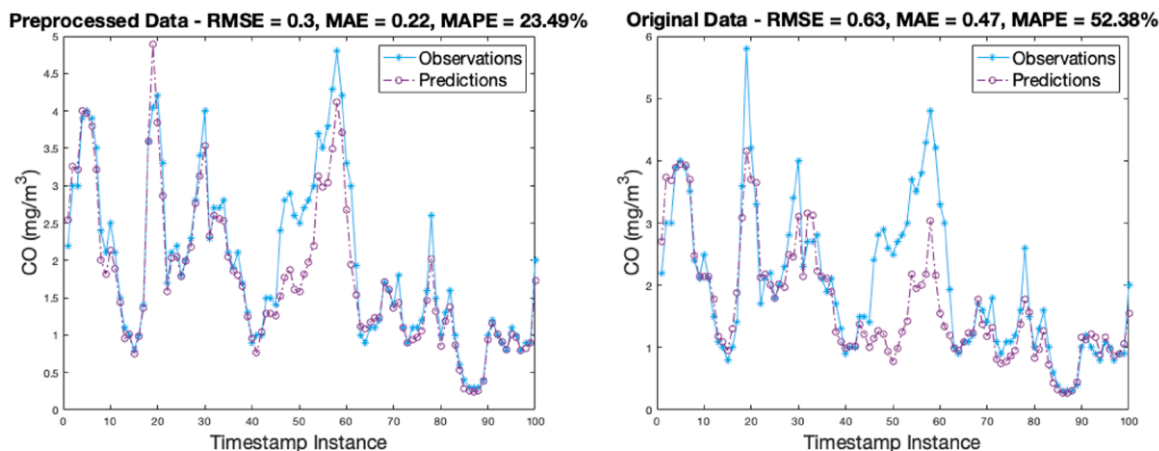 Preprocessed Data - RMSE = 0.3, MAE = 0.22, MAPE = 23.49%
5
4.5
4
3.5
3
2.5
2
1.5
1
0.5
0
CO (mg/m³)
Observations
Predictions
0 10 20 30 40 50 60 70 80 90 100
Timestamp Instance
Original Data - RMSE = 0.63, MAE = 0.47, MAPE = 52.38%
6
5
4
3
2
1
0
CO (mg/m³)
Observations
Predictions
0 10 20 30 40 50 60 70 80 90 100
Timestamp Instance